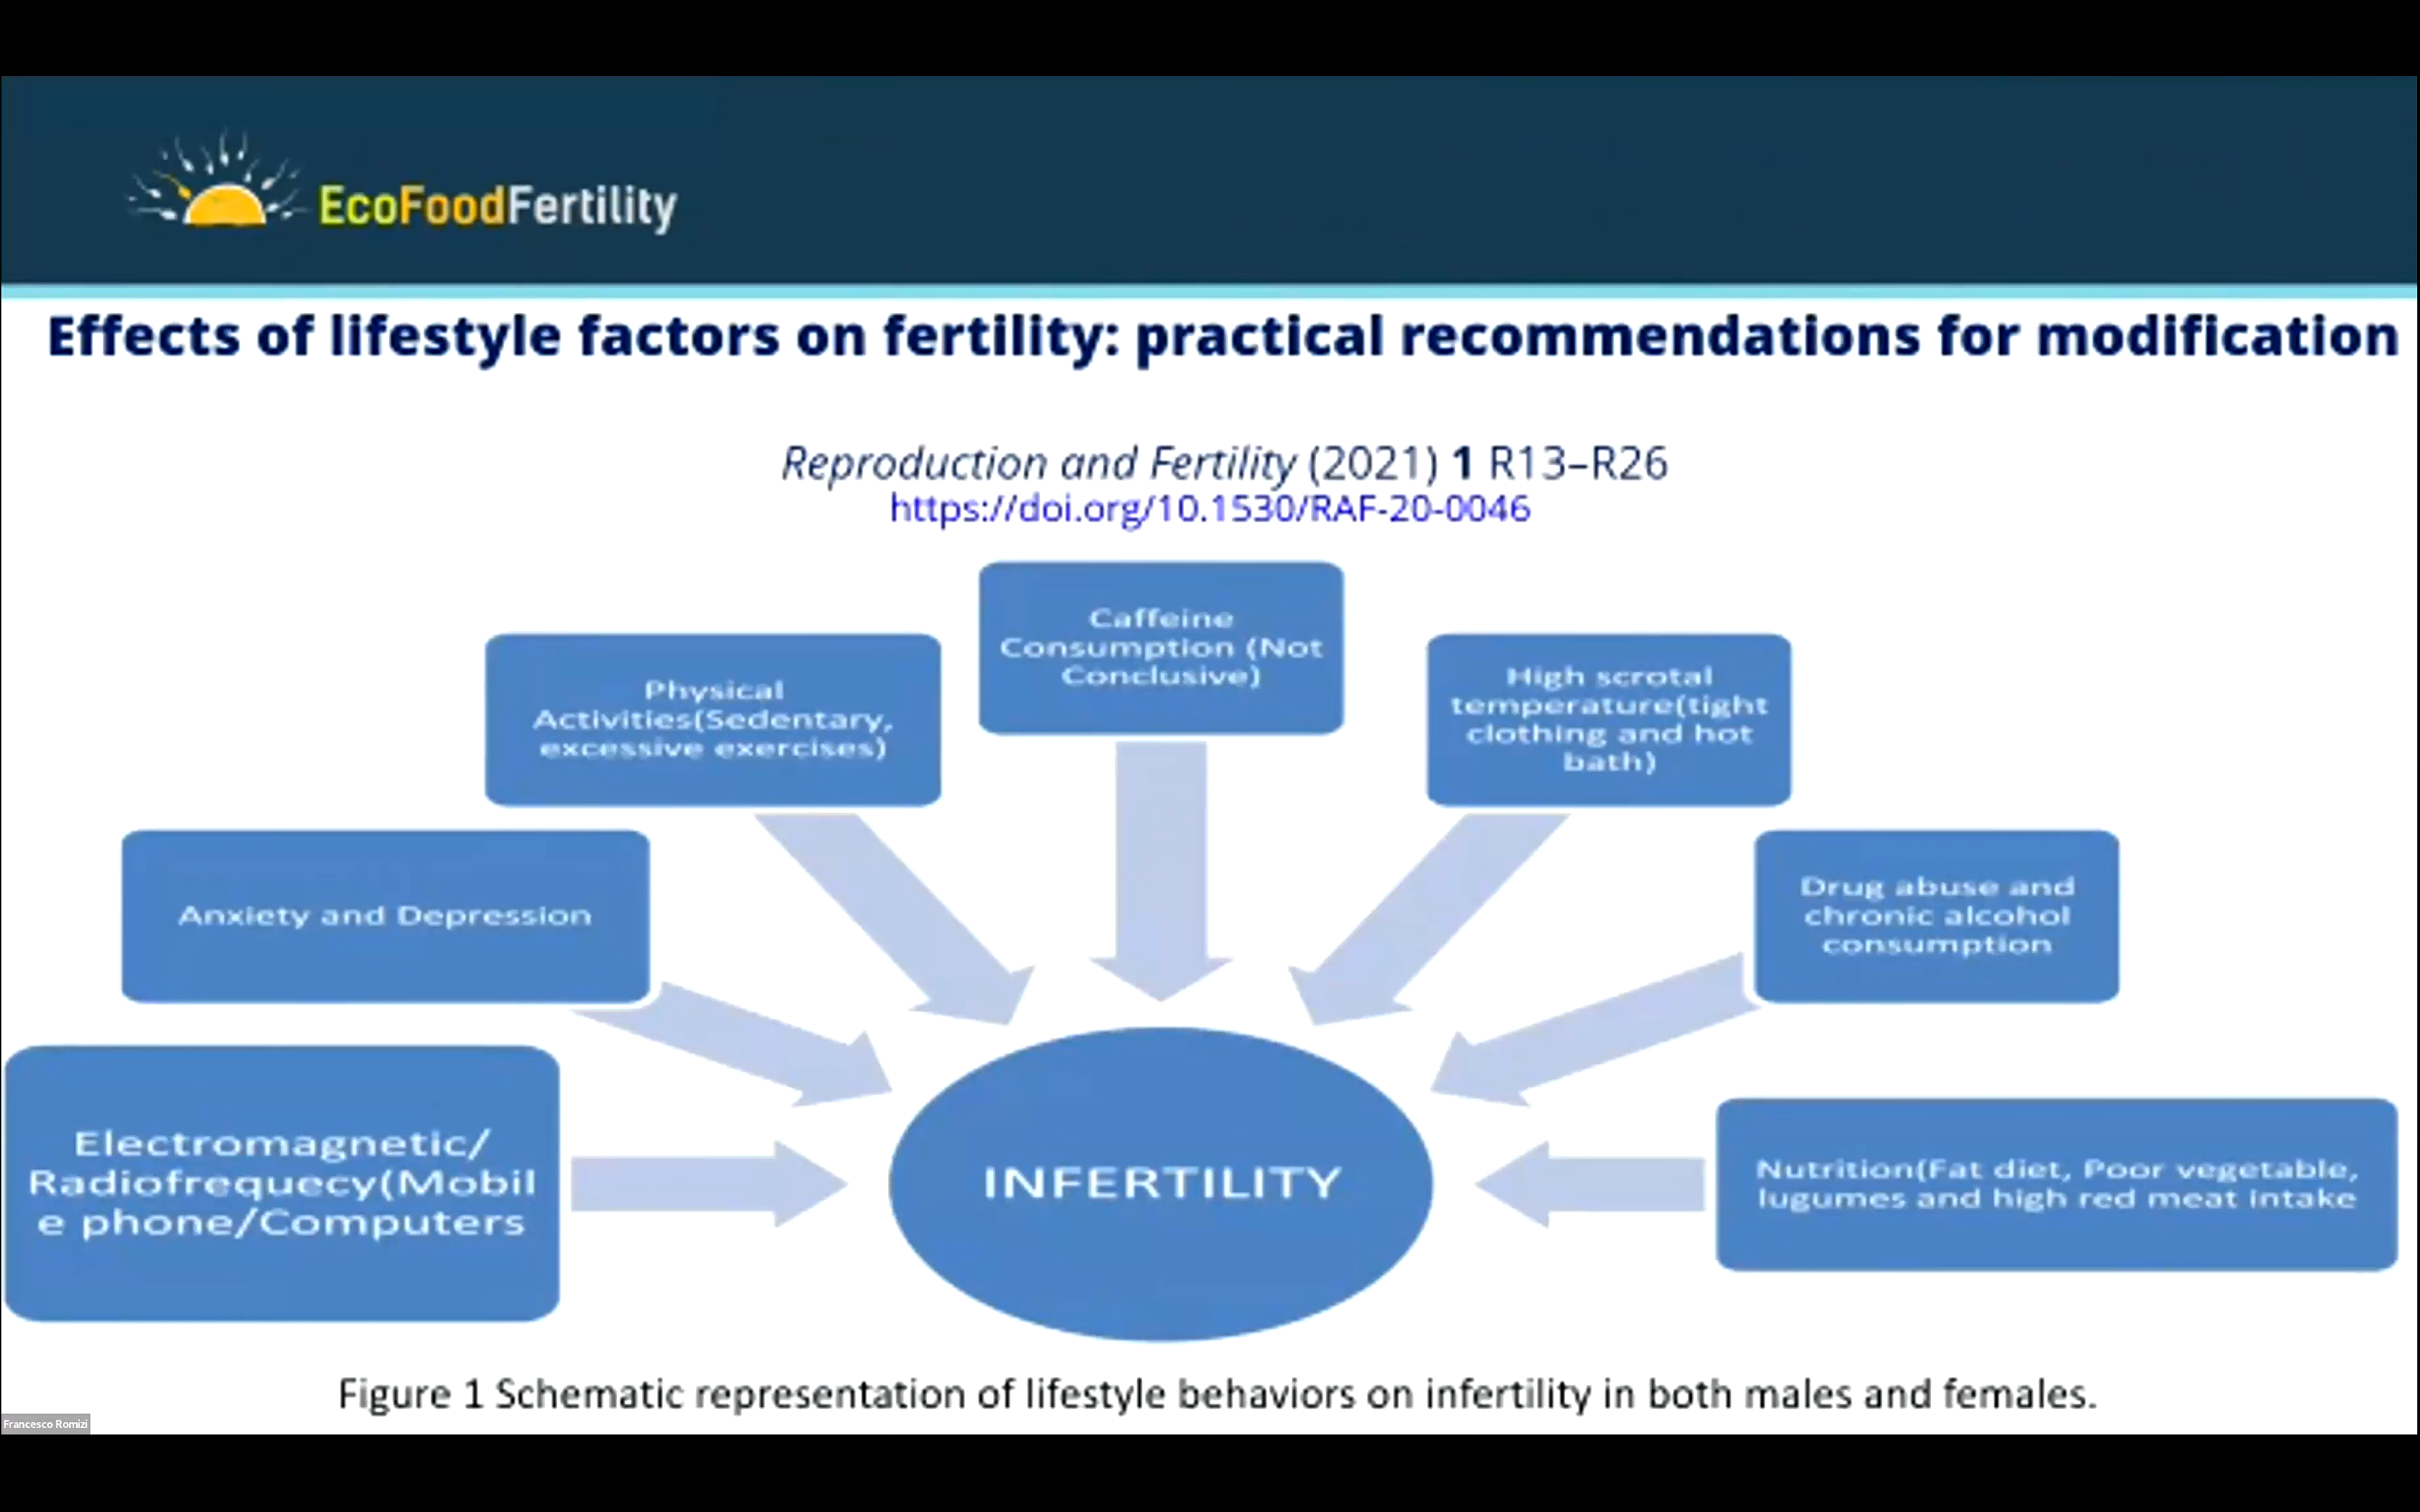 EcoFoodFertility
Effects of lifestyle factors on fertility: practical recommendations for modification
Reproduction and Fertility (2021) 1 R13–R26
https://doi.org/10.1530/RAF-20-0046
Caffeine
Consumption (Not
Conclusive)
Physical
Activities(Sedentary,
excessive exercises)
High scrotal
temperature(tight
clothing and hot
bath)
Anxiety and Depression
Drug abuse and
chronic alcohol
consumption
Electromagnetic/
Radiofrequecy(Mobil
e phone/Computers
INFERTILITY
Nutrition(Fat diet, Poor vegetable,
lugumes and high red meat intake
Figure 1 Schematic representation of lifestyle behaviors on infertility in both males and females.
Francesco Romizi